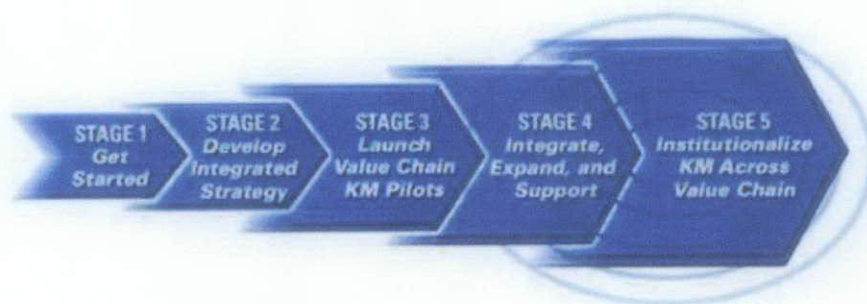 STAGE 1
Get
Started
STAGE 2
Develop
Integrated
Strategy
STAGE 3
Launch
Value Chain
KM Pilots
STAGE 4
Integrate,
Expand, and
Support
STAGE 5
Institutionalize
KM Across
Value Chain